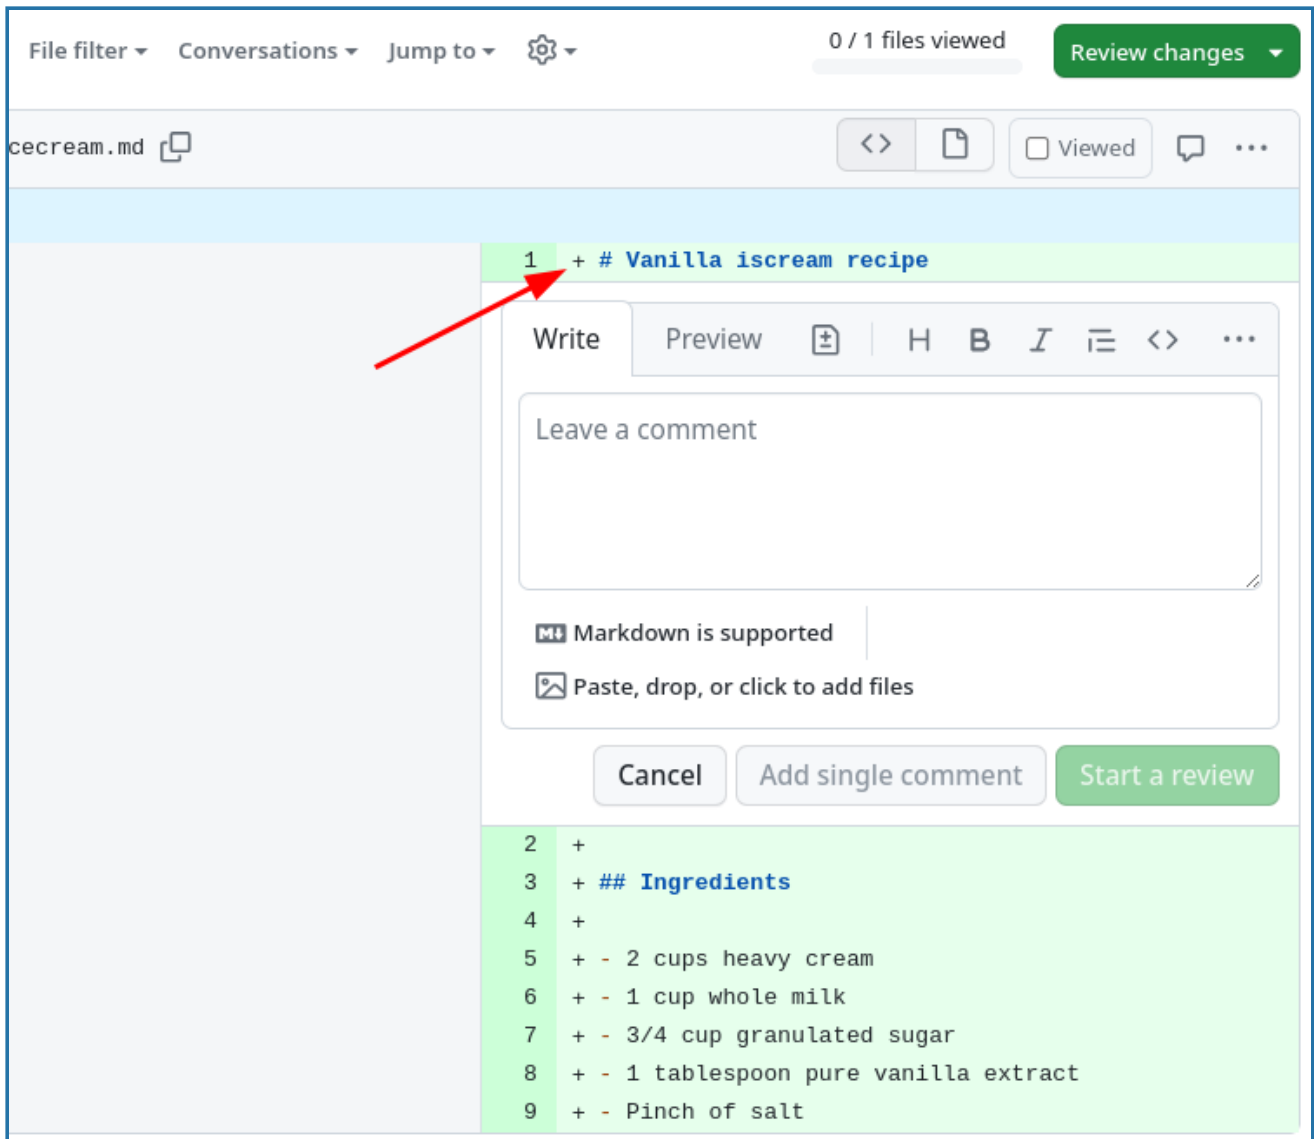 File filter Conversations Jump to 0 / 1 files viewed Review changes
cecream.md <> Viewed ...
1 + # Vanilla iscream recipe
Write Preview H B I <> ...
Leave a comment
Markdown is supported
Paste, drop, or click to add files
Cancel Add single comment Start a review
2 +
3 + ## Ingredients
4 +
5 + - 2 cups heavy cream
6 + - 1 cup whole milk
7 + - 3/4 cup granulated sugar
8 + - 1 tablespoon pure vanilla extract
9 + - Pinch of salt